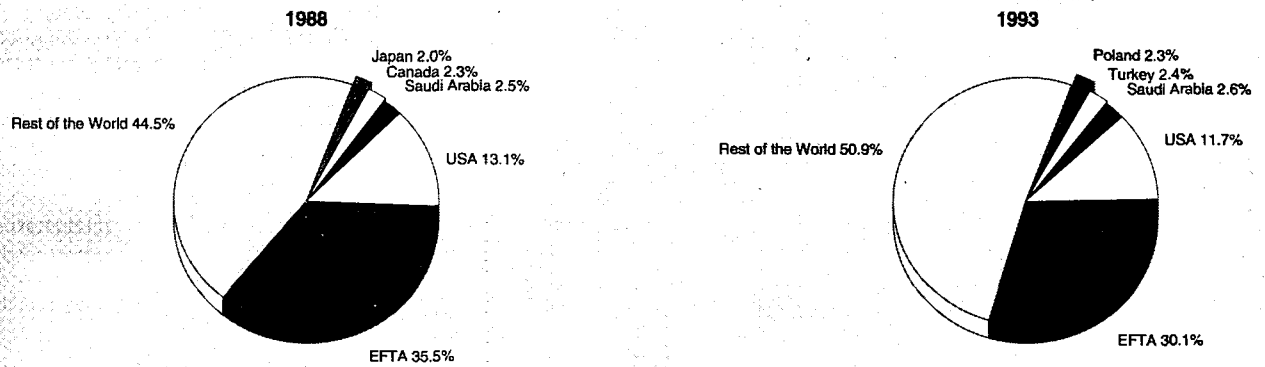 1988
Japan 2.0%
Canada 2.3%
Saudi Arabia 2.5%
Rest of the World 44.5%
USA 13.1%
EFTA 35.5%
1993
Poland 2.3%
Turkey 2.4%
Saudi Arabia 2.6%
Rest of the World 50.9%
USA 11.7%
EFTA 30.1%